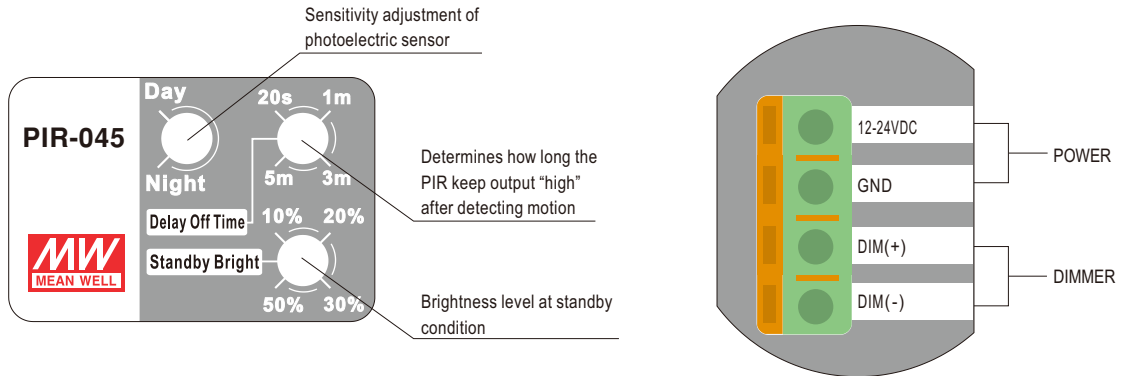 Sensitivity adjustment of
photoelectric sensor
PIR-045
Day
Night
20s 1m
5m 3m
Delay Off Time
10% 20%
Standby Bright
50% 30%
MW
MEAN WELL
Determines how long the
PIR keep output “high”
after detecting motion
Brightness level at standby
condition
12-24VDC
GND
DIM(+)
DIM(-)
POWER
DIMMER